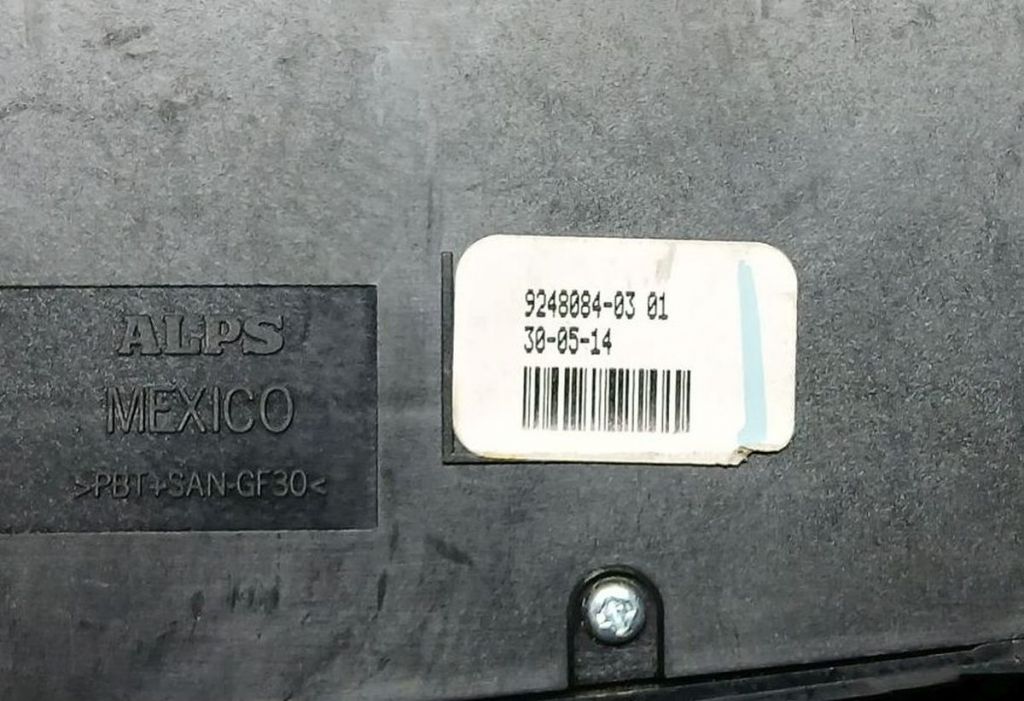 ALPS
MEXICO
>PBT+SAN-GF30<
9248084-03 01
30-05-14